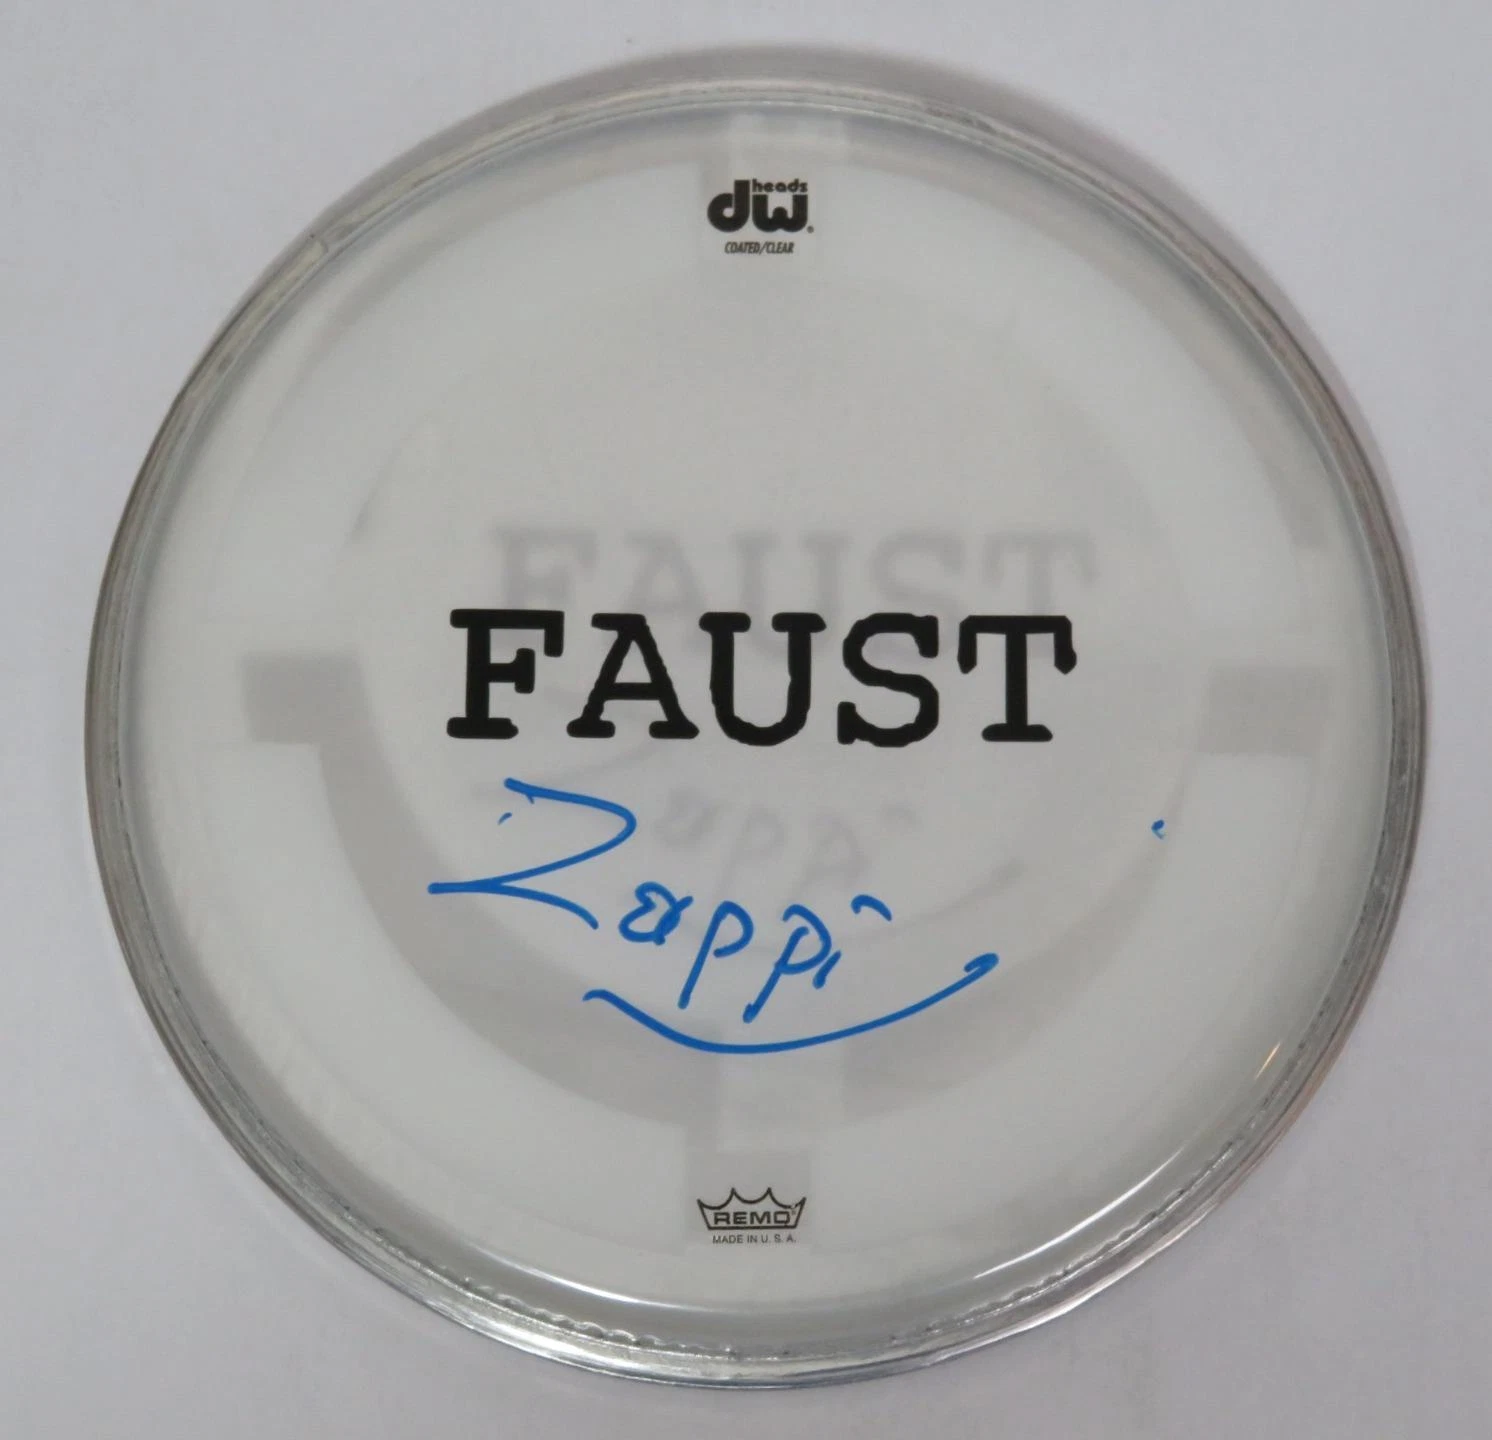 heads
dw®
COATED/CLEAR
FAUST
Zappi
REMO®
MADE IN U. S. A.